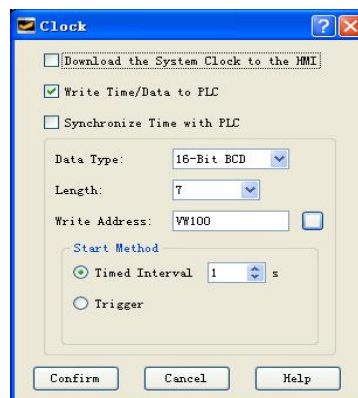 Clock
Download the System Clock to the HMI
Write Time/Data to PLC
Synchronize Time with PLC
Data Type: 16-Bit BCD
Length: 7
Write Address: VW100
Start Method
Timed Interval 1 s
Trigger
Confirm Cancel Help